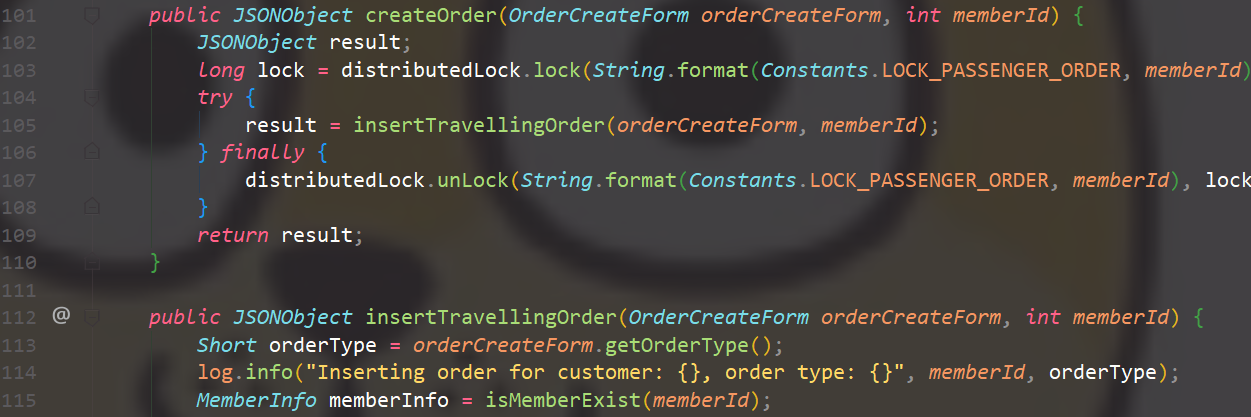 101 public JSONObject createOrder(OrderCreateForm orderCreateForm, int memberId) {
102 JSONObject result;
103 long lock = distributedLock.lock(String.format(Constants.LOCK_PASSENGER_ORDER, memberId)
104 try {
105 result = insertTravellingOrder(orderCreateForm, memberId);
106 } finally {
107 distributedLock.unLock(String.format(Constants.LOCK_PASSENGER_ORDER, memberId), lock
108 }
109 return result;
110 }
111
112 @ public JSONObject insertTravellingOrder(OrderCreateForm orderCreateForm, int memberId) {
113 Short orderType = orderCreateForm.getOrderType();
114 log.info("Inserting order for customer: {}, order type: {}", memberId, orderType);
115 MemberInfo memberInfo = isMemberExist(memberId);